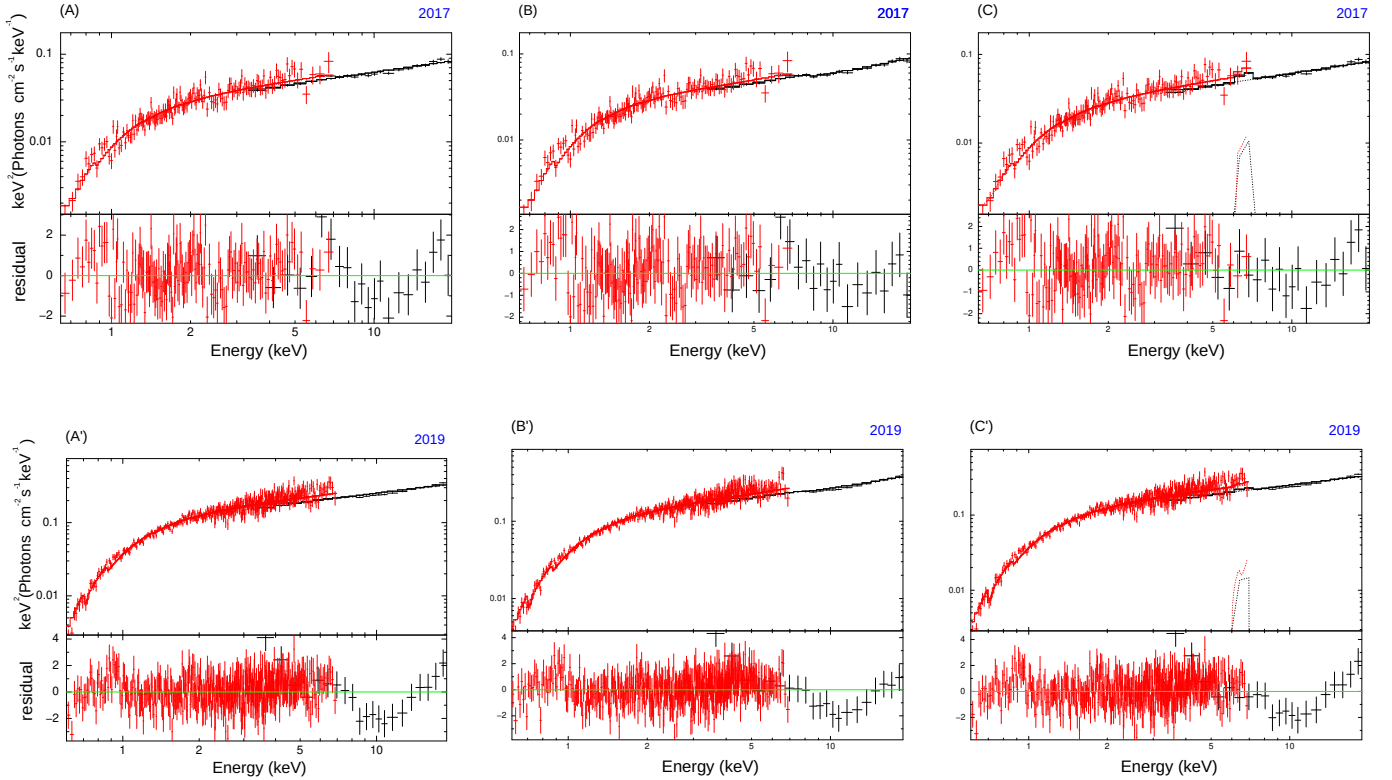 (A) 2017 (B) 2017 (C) 2017
keV² (Photons cm⁻² s⁻¹ keV⁻¹)
0.1
0.01
0.1
0.01
0.1
0.01
residual
2
0
−2
2
1
0
−1
−2
2
1
0
−1
−2
1 2 5 10
1 2 5 10
1 2 5 10
Energy (keV) Energy (keV) Energy (keV)
(A') 2019 (B') 2019 (C') 2019
keV² (Photons cm⁻² s⁻¹ keV⁻¹)
0.1
0.01
0.1
0.01
0.1
0.01
residual
4
2
0
−2
4
2
0
−2
4
2
0
−2
1 2 5 10
1 2 5 10
1 2 5 10
Energy (keV) Energy (keV) Energy (keV)